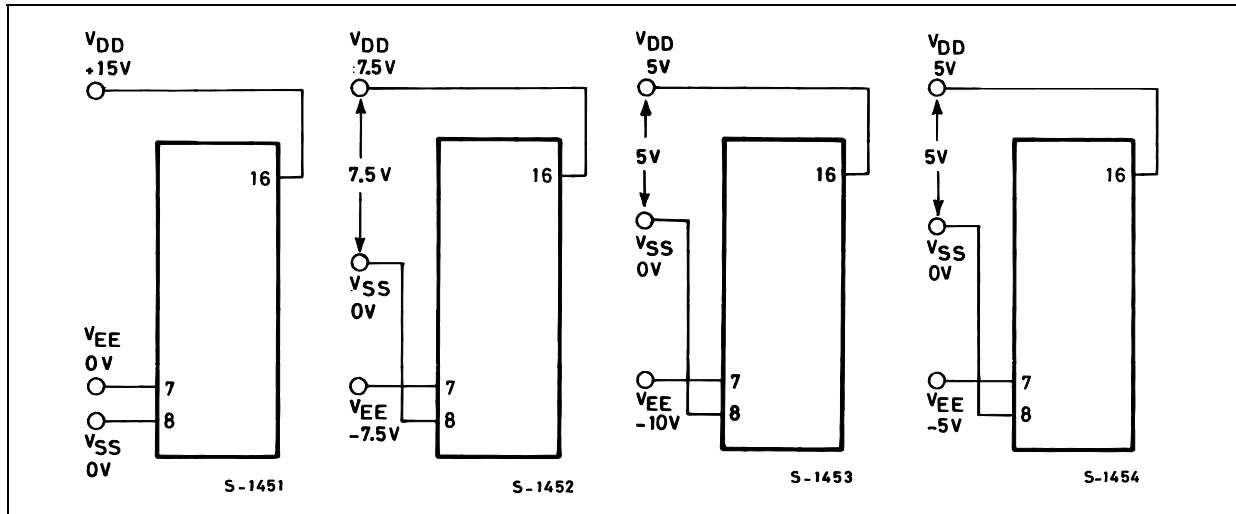 VDD
+15V
16
VEE
0V
7
8
VSS
0V
S-1451
VDD
:7.5V
7.5V
16
VSS
0V
7
VEE
-7.5V
8
S-1452
VDD
5V
5V
16
VSS
0V
7
VEE
-10V
8
S-1453
VDD
5V
5V
16
VSS
0V
7
VEE
-5V
8
S-1454